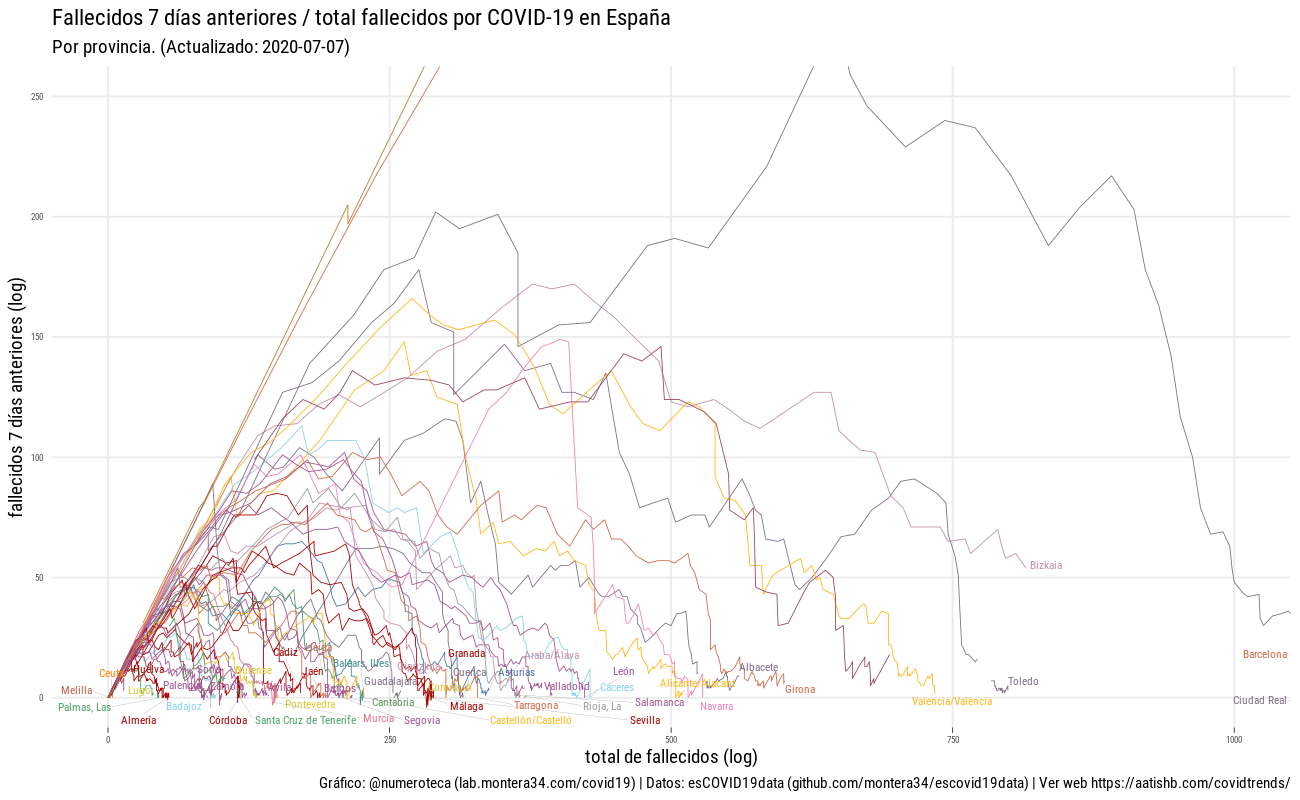 Fallecidos 7 días anteriores / total fallecidos por COVID-19 en España
Por provincia. (Actualizado: 2020-07-07)
fallecidos 7 días anteriores (log)
250
200
150
100
50
0
Bizkaia
Barcelona
Ciudad Real
Toledo
Valencia/València
Albacete
Girona
Alicante/Alacant
Navarra
León
Salamanca
Cáceres
Araba/Álava
Valladolid
Rioja, La
Sevilla
Asturias
Tarragona
Castellón/Castelló
Granada
Cuenca
Málaga
Segovia
Guadalajara
Cantabria
Murcia
Balears, Illes
Burgos
Cádiz
Jaén
Pontevedra
Santa Cruz de Tenerife
Ourense
Ávila
Zamora
Córdoba
Soria
Palencia
Badajoz
Huelva
Lugo
Almería
Ceuta
Melilla
Palmas, Las
0
250
500
750
1000
total de fallecidos (log)
Gráfico: @numeroteca (lab.montera34.com/covid19) | Datos: esCOVID19data (github.com/montera34/escovid19data) | Ver web https://aatishb.com/covidtrends/